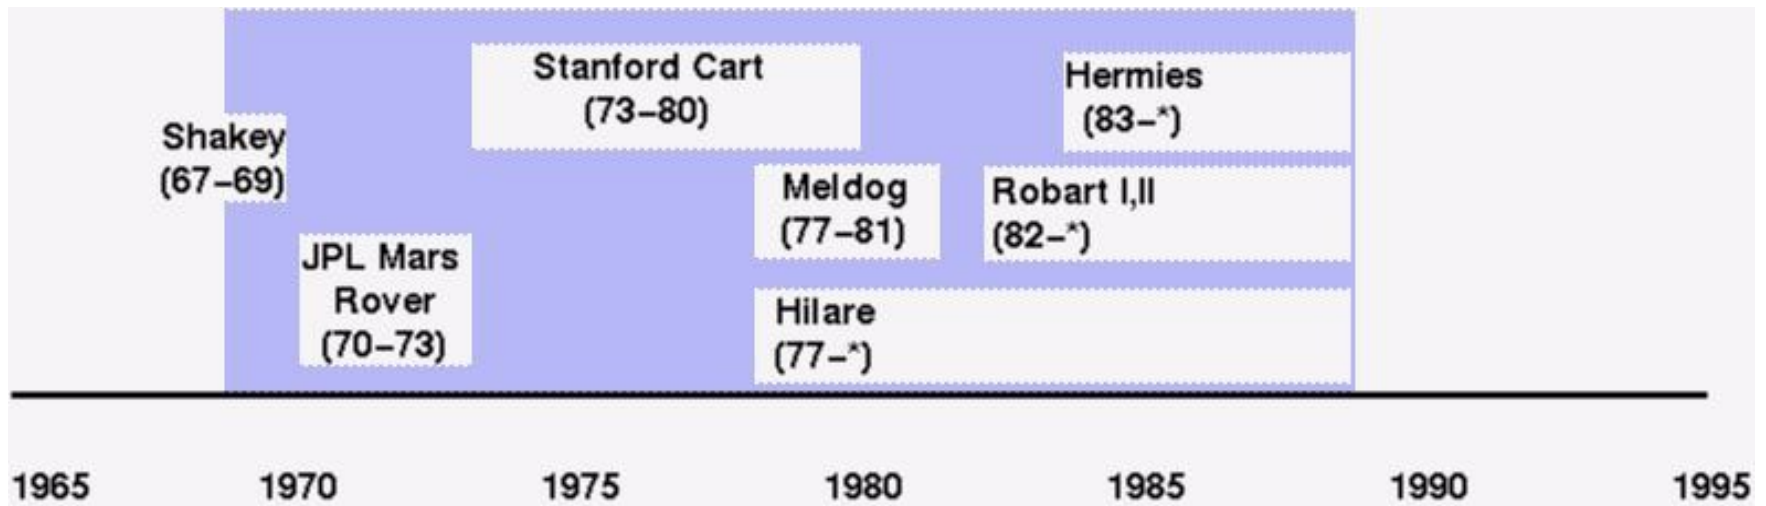 Stanford Cart
(73–80)
Hermies
(83–*)
Shakey
(67–69)
Meldog
(77–81)
Robart I,II
(82–*)
JPL Mars
Rover
(70–73)
Hilare
(77–*)
1965 1970 1975 1980 1985 1990 1995